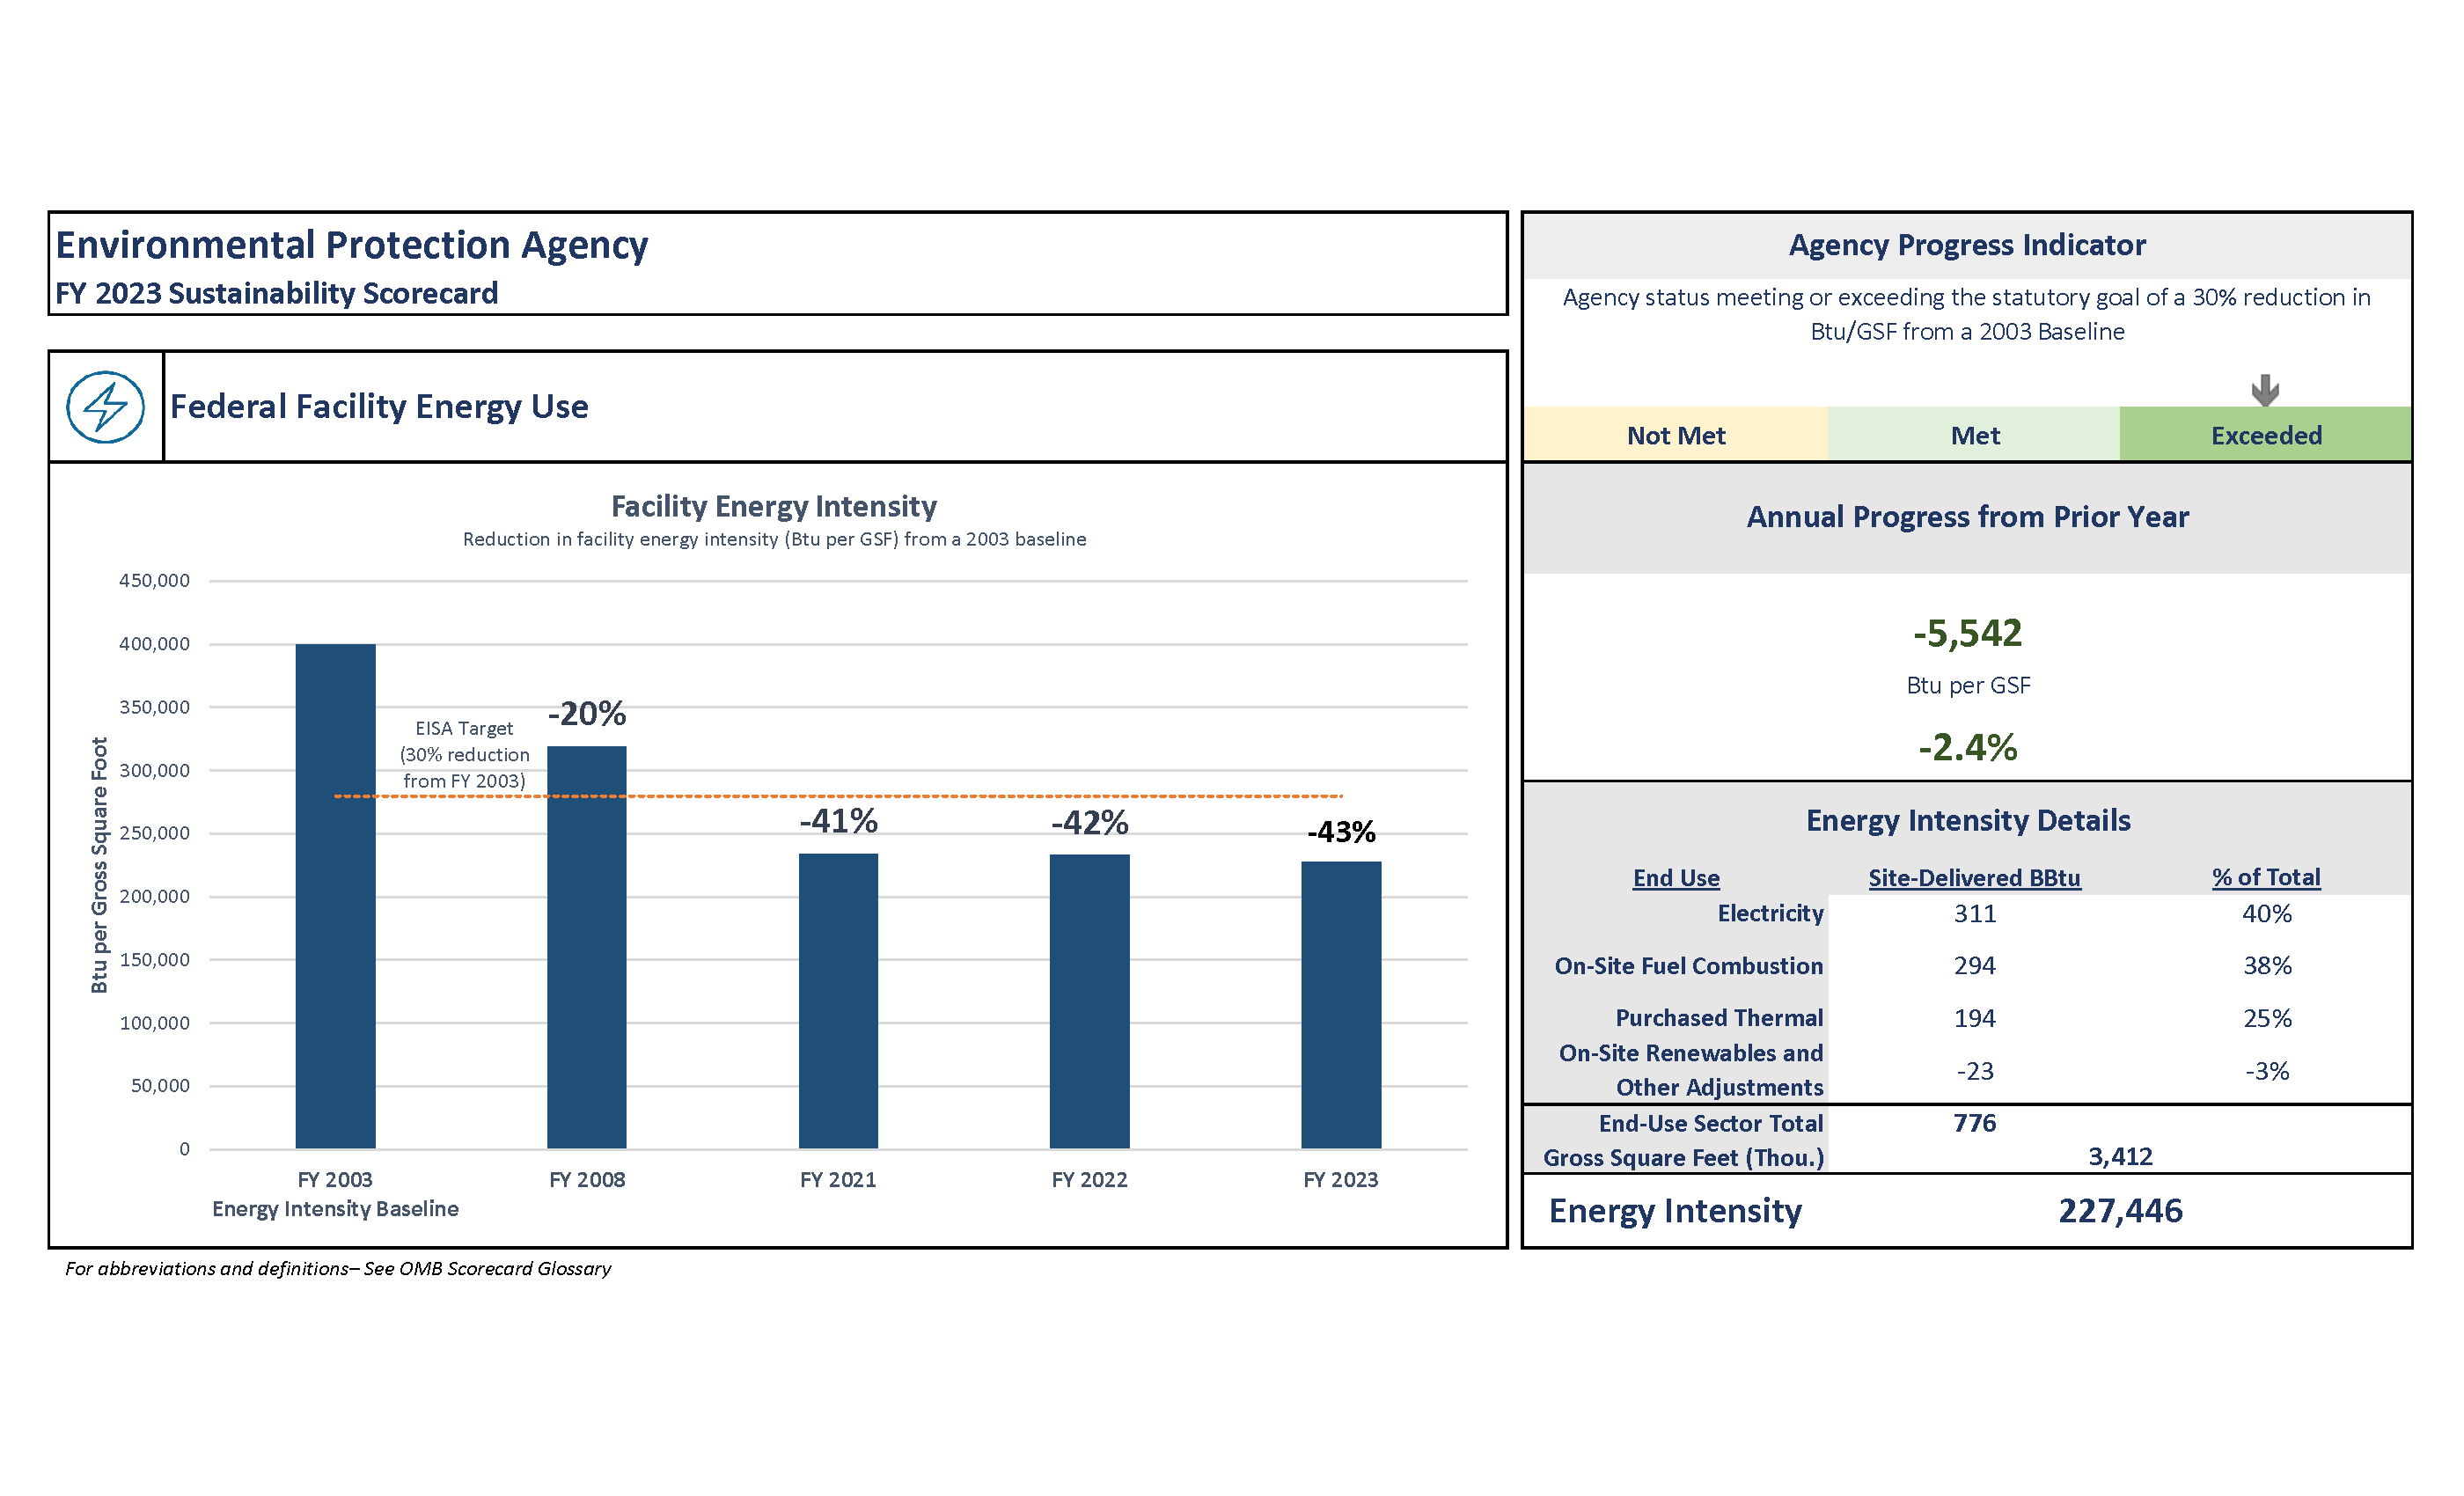 Environmental Protection Agency
FY 2023 Sustainability Scorecard
Federal Facility Energy Use
Facility Energy Intensity
Reduction in facility energy intensity (Btu per GSF) from a 2003 baseline
Btu per Gross Square Foot
450,000
400,000
350,000
300,000
250,000
200,000
150,000
100,000
50,000
0
EISA Target
(30% reduction
from FY 2003)
-20%
-41%
-42%
-43%
FY 2003
FY 2008
FY 2021
FY 2022
FY 2023
Energy Intensity Baseline
For abbreviations and definitions– See OMB Scorecard Glossary
Agency Progress Indicator
Agency status meeting or exceeding the statutory goal of a 30% reduction in
Btu/GSF from a 2003 Baseline
Not Met Met Exceeded
Annual Progress from Prior Year
-5,542
Btu per GSF
-2.4%
Energy Intensity Details
End Use Site-Delivered BBtu % of Total
Electricity 311 40%
On-Site Fuel Combustion 294 38%
Purchased Thermal 194 25%
On-Site Renewables and
Other Adjustments -23 -3%
End-Use Sector Total 776
Gross Square Feet (Thou.) 3,412
Energy Intensity 227,446